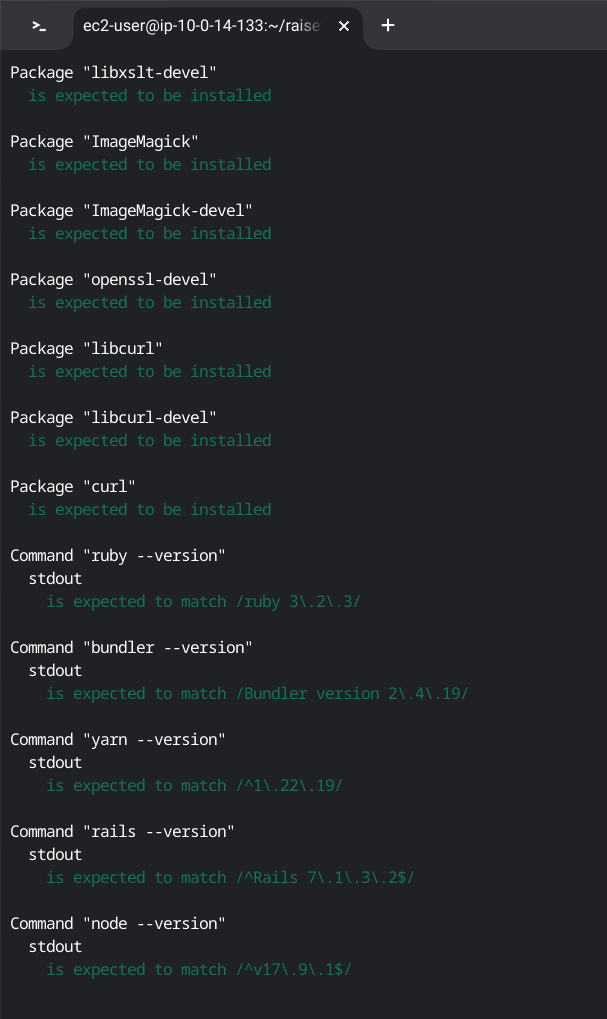 >_ ec2-user@ip-10-0-14-133:~/raise × +
Package "libxslt-devel"
  is expected to be installed
Package "ImageMagick"
  is expected to be installed
Package "ImageMagick-devel"
  is expected to be installed
Package "openssl-devel"
  is expected to be installed
Package "libcurl"
  is expected to be installed
Package "libcurl-devel"
  is expected to be installed
Package "curl"
  is expected to be installed
Command "ruby --version"
  stdout
    is expected to match /ruby 3\.2\.3/
Command "bundler --version"
  stdout
    is expected to match /Bundler version 2\.4\.19/
Command "yarn --version"
  stdout
    is expected to match /^1\.22\.19/
Command "rails --version"
  stdout
    is expected to match /^Rails 7\.1\.3\.2$/
Command "node --version"
  stdout
    is expected to match /^v17\.9\.1$/